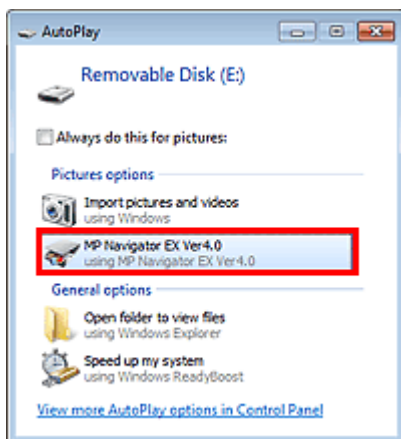 AutoPlay
Removable Disk (E:)
Always do this for pictures:
Pictures options
Import pictures and videos
using Windows
MP Navigator EX Ver4.0
using MP Navigator EX Ver4.0
General options
Open folder to view files
using Windows Explorer
Speed up my system
using Windows ReadyBoost
View more AutoPlay options in Control Panel